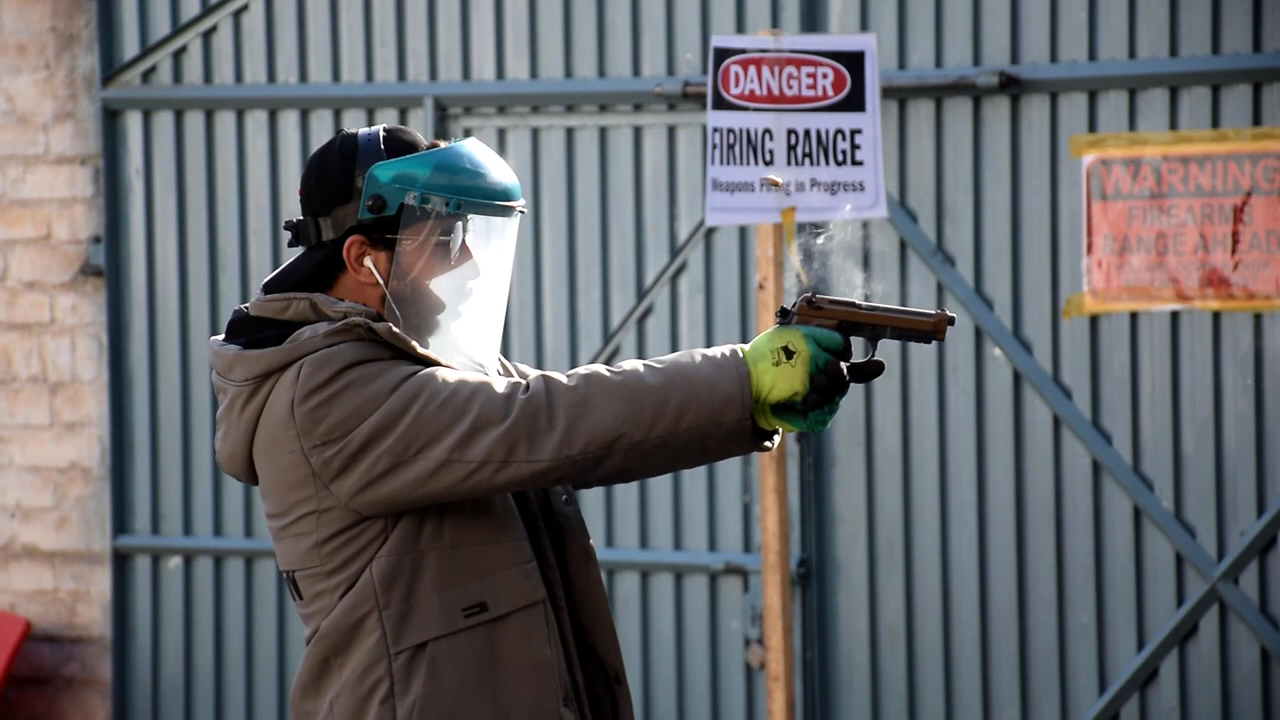 DANGER
FIRING RANGE
Weapons Firing in Progress
WARNING
FIREARMS
RANGE AHEAD